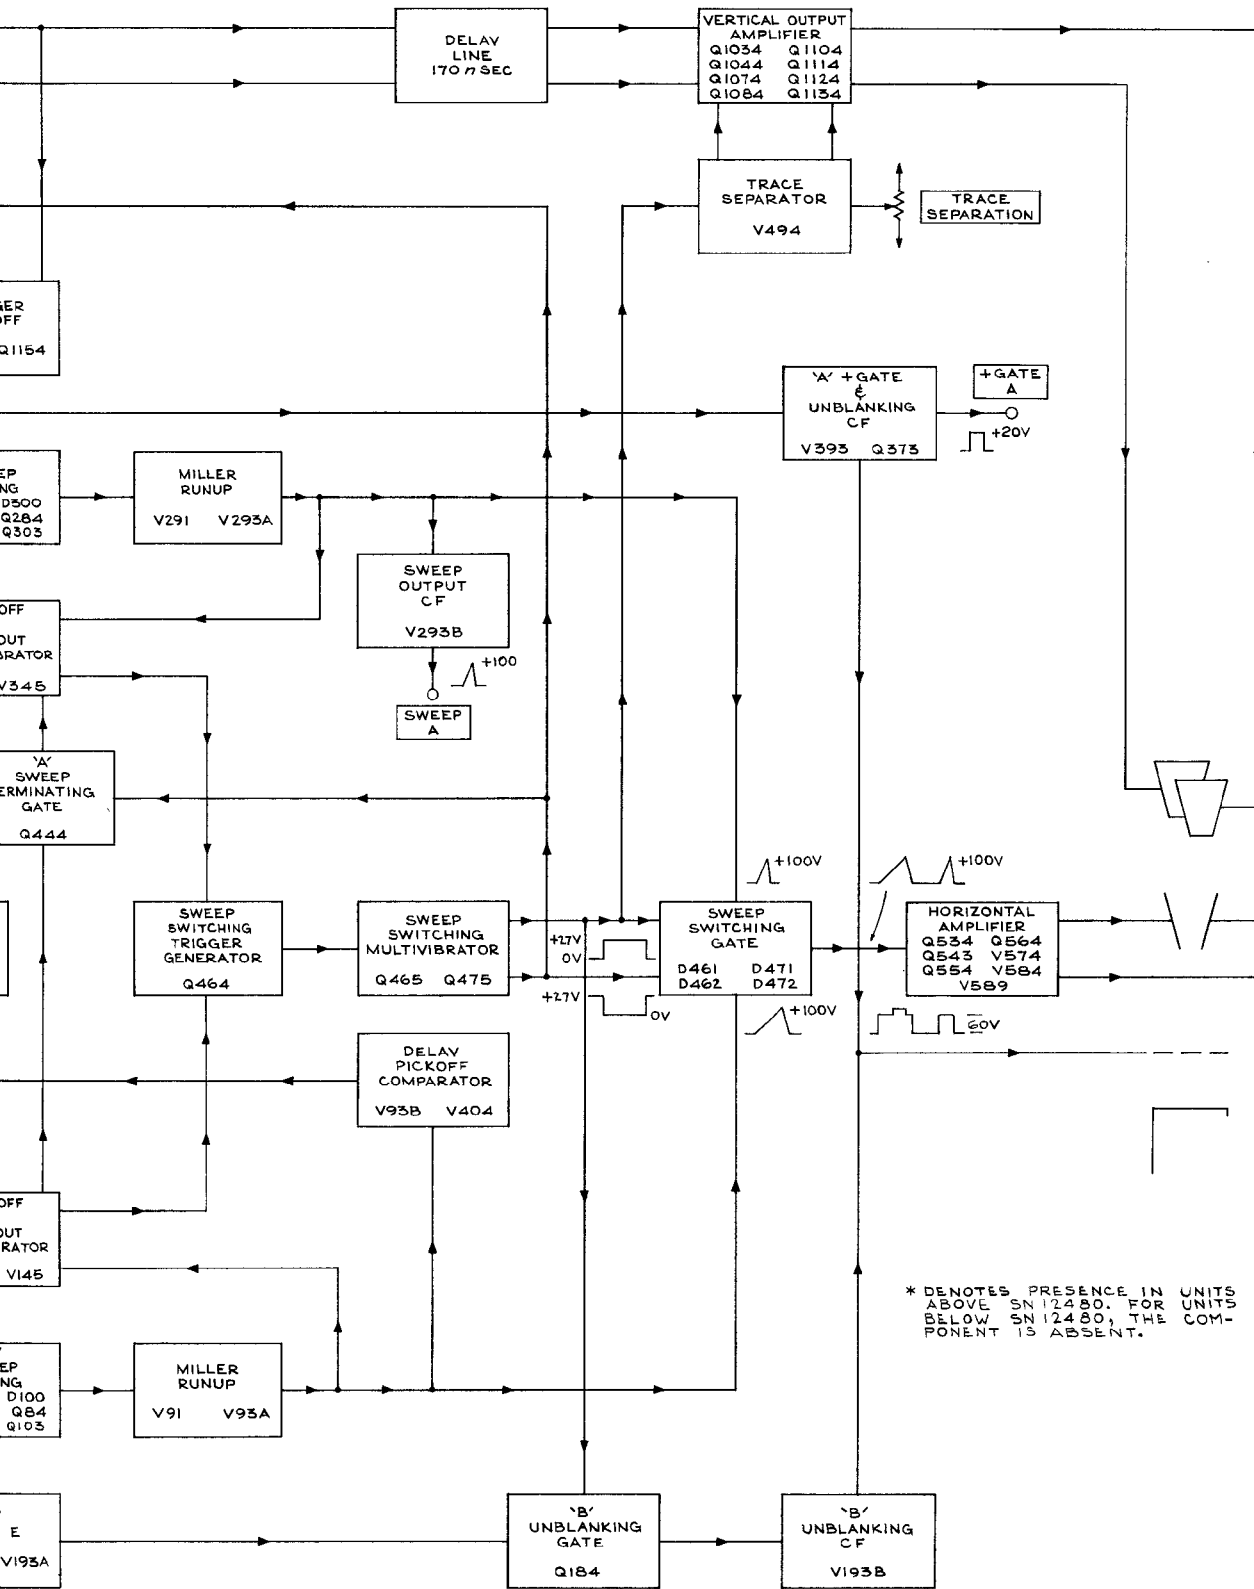 DELAY
LINE
170 n SEC
VERTICAL OUTPUT
AMPLIFIER
Q1034 Q1104
Q1044 Q1114
Q1074 Q1124
Q1084 Q1134
TRACE
SEPARATOR
V494
TRACE
SEPARATION
GER
OFF
Q1154
'A' +GATE
&
UNBLANKING
CF
V393 Q373
+GATE
A
+20V
EP
NG
D300
Q284
Q303
MILLER
RUNUP
V291 V293A
SWEEP
OUTPUT
CF
V293B
+100
SWEEP
A
OFF
OUT
BRATOR
V345
'A'
SWEEP
ERMINATING
GATE
Q444
SWEEP
SWITCHING
TRIGGER
GENERATOR
Q464
SWEEP
SWITCHING
MULTIVIBRATOR
Q465 Q475
+27V
0V
+27V
0V
+100V
SWEEP
SWITCHING
GATE
D461 D471
D462 D472
+100V
+100V
HORIZONTAL
AMPLIFIER
Q534 Q564
Q543 V574
Q554 V584
V589
60V
DELAY
PICKOFF
COMPARATOR
V93B V404
OFF
OUT
RATOR
V145
EP
NG
D100
Q84
Q103
MILLER
RUNUP
V91 V93A
* DENOTES PRESENCE IN UNITS
ABOVE SN 12480. FOR UNITS
BELOW SN 12480, THE COM-
PONENT IS ABSENT.
E
V193A
'B'
UNBLANKING
GATE
Q184
'B'
UNBLANKING
CF
V193B